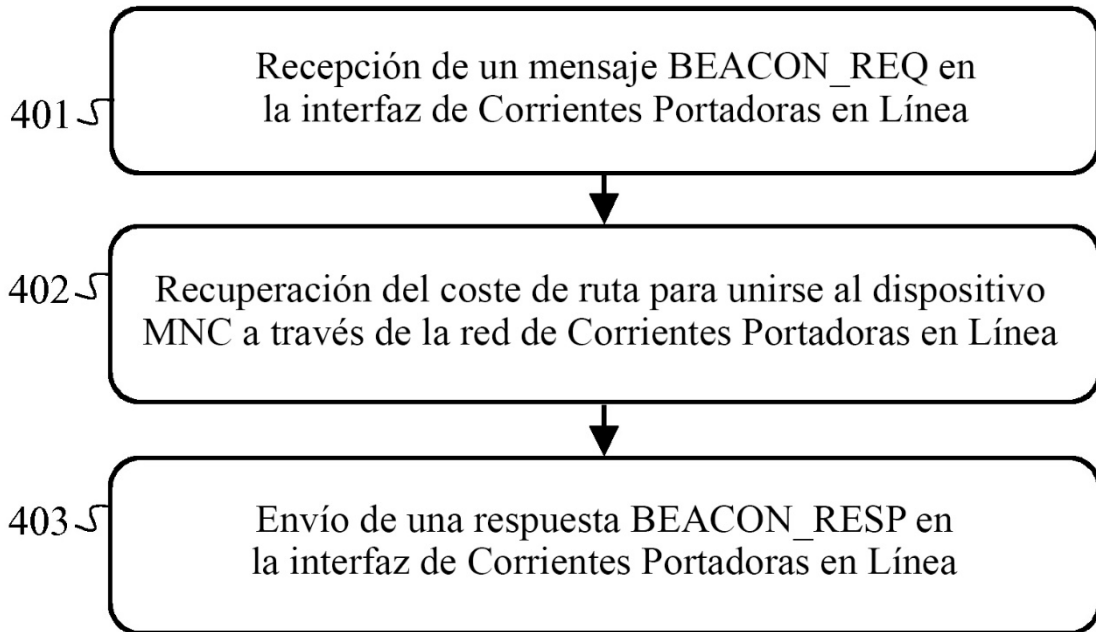 401
Recepción de un mensaje BEACON_REQ en
la interfaz de Corrientes Portadoras en Línea
402
Recuperación del coste de ruta para unirse al dispositivo
MNC a través de la red de Corrientes Portadoras en Línea
403
Envío de una respuesta BEACON_RESP en
la interfaz de Corrientes Portadoras en Línea